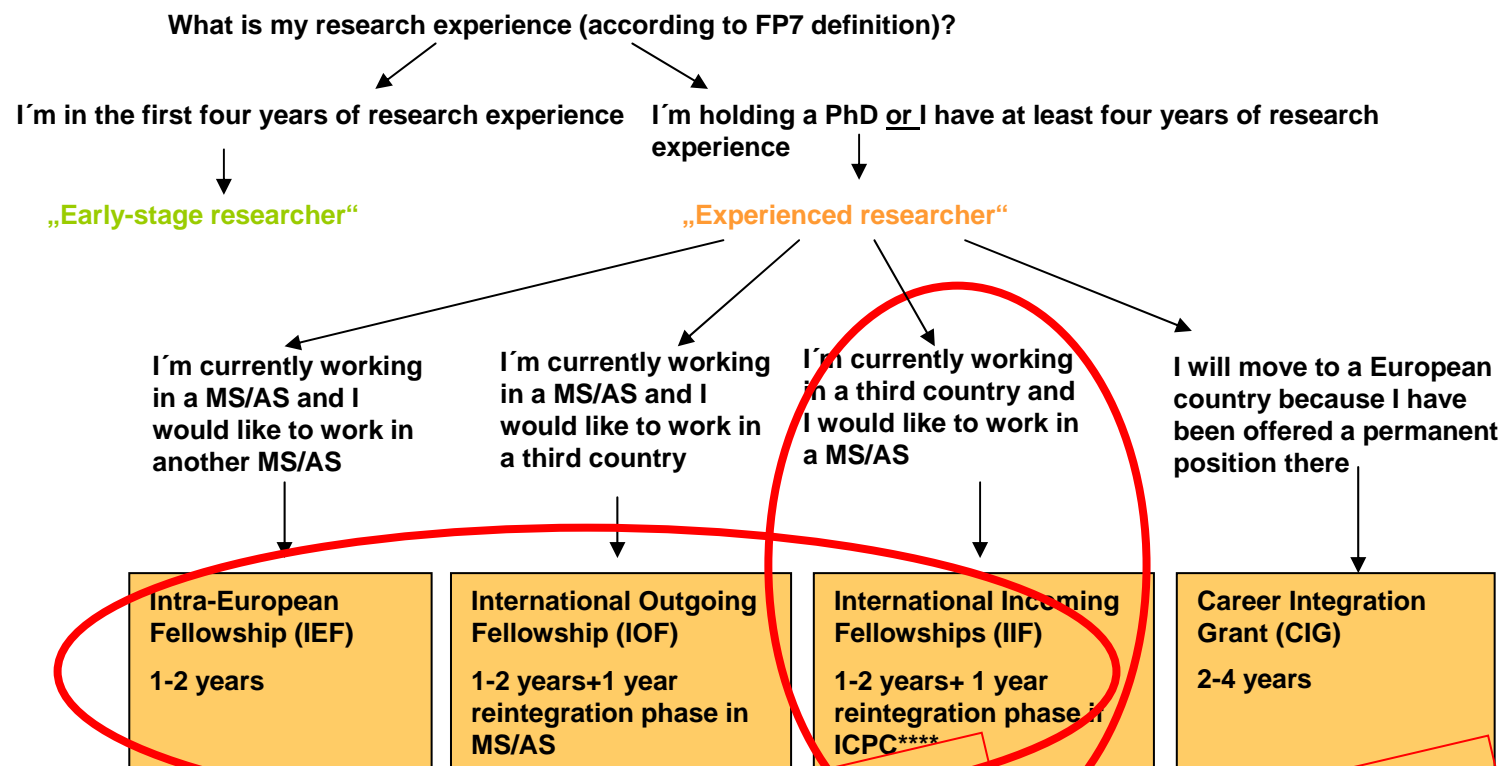 What is my research experience (according to FP7 definition)?
I´m in the first four years of research experience
I´m holding a PhD or I have at least four years of research
experience
„Early-stage researcher“
„Experienced researcher“
I´m currently working
in a MS/AS and I
would like to work in
another MS/AS
I´m currently working
in a MS/AS and I
would like to work in
a third country
I´m currently working
in a third country and
I would like to work in
a MS/AS
I will move to a European
country because I have
been offered a permanent
position there
Intra-European
Fellowship (IEF)
1-2 years
International Outgoing
Fellowship (IOF)
1-2 years+1 year
reintegration phase in
MS/AS
International Incoming
Fellowships (IIF)
1-2 years+ 1 year
reintegration phase if
ICPC****
Career Integration
Grant (CIG)
2-4 years